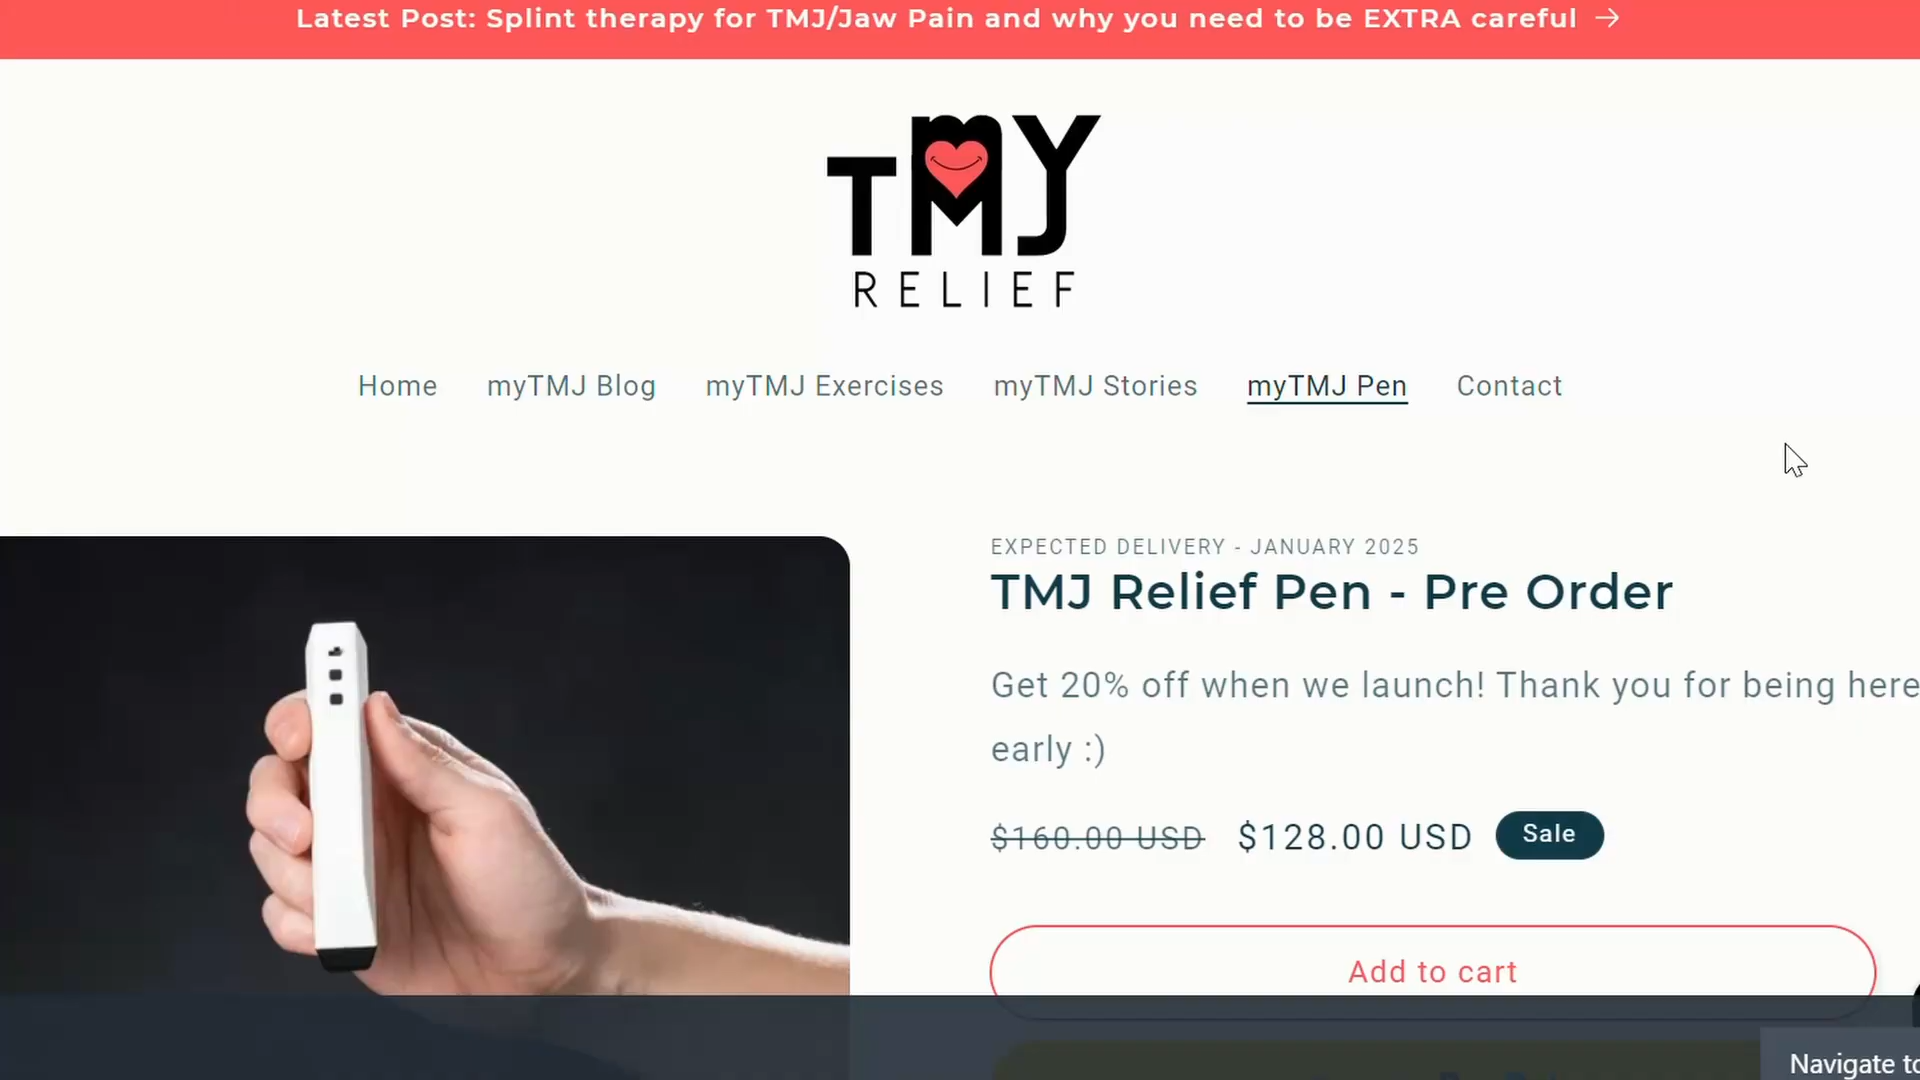 Latest Post: Splint therapy for TMJ/Jaw Pain and why you need to be EXTRA careful →
my
TMJ
RELIEF
Home myTMJ Blog myTMJ Exercises myTMJ Stories myTMJ Pen Contact
EXPECTED DELIVERY - JANUARY 2025
TMJ Relief Pen - Pre Order
Get 20% off when we launch! Thank you for being here
early :)
$160.00 USD $128.00 USD Sale
Add to cart
Navigate to